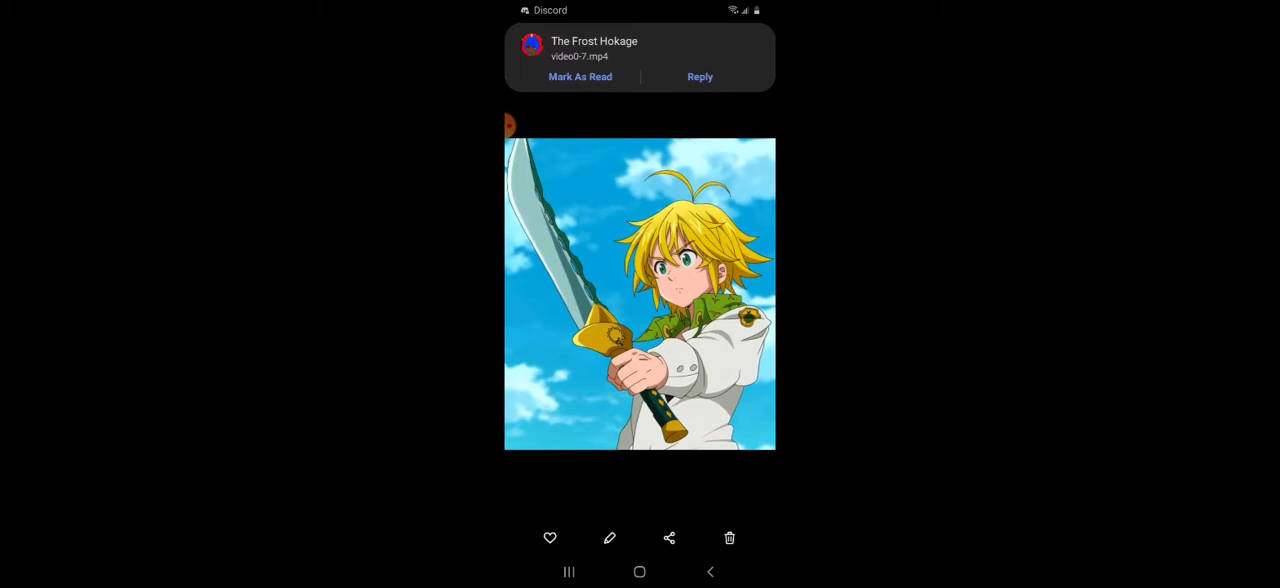 Discord
The Frost Hokage
video0-7.mp4
Mark As Read
Reply